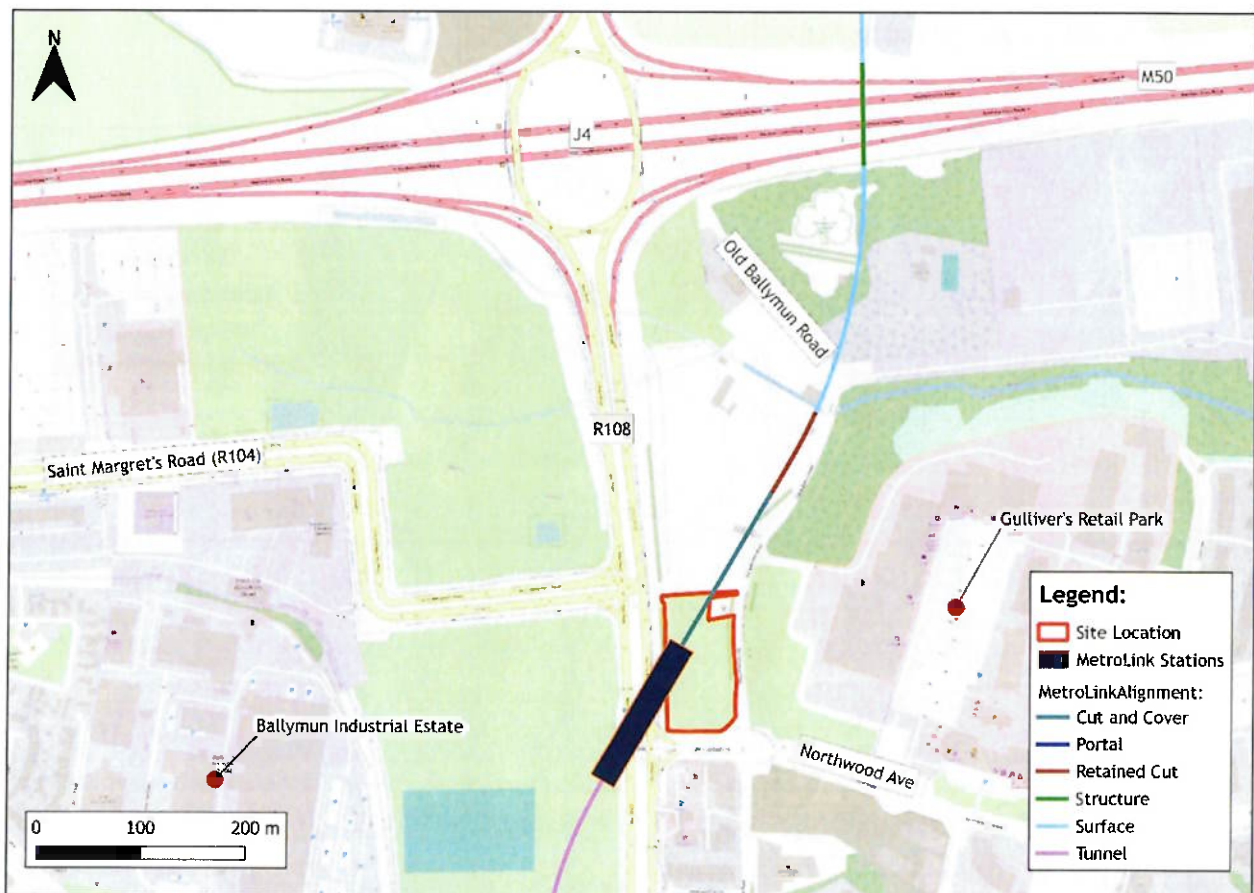 N
M50
J4
Old Ballymun Road
R108
Saint Margret's Road (R104)
Gulliver's Retail Park
Legend:
Site Location
MetroLink Stations
MetroLinkAlignment:
Cut and Cover
Portal
Retained Cut
Structure
Surface
Tunnel
Ballymun Industrial Estate
Northwood Ave
0 100 200 m